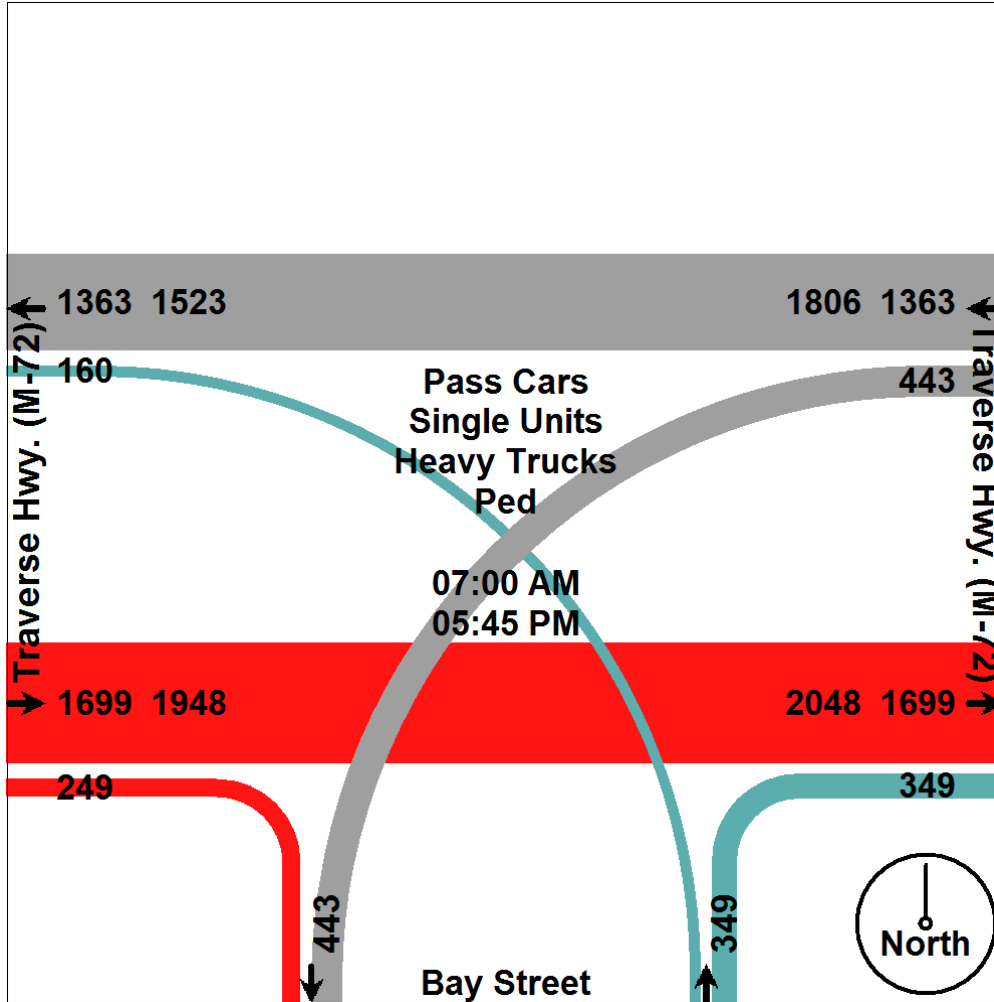 1363 1523
1806 1363
160
443
Traverse Hwy. (M-72)
Traverse Hwy. (M-72)
Pass Cars
Single Units
Heavy Trucks
Ped
07:00 AM
05:45 PM
1699 1948
2048 1699
249
349
443
349
Bay Street
North